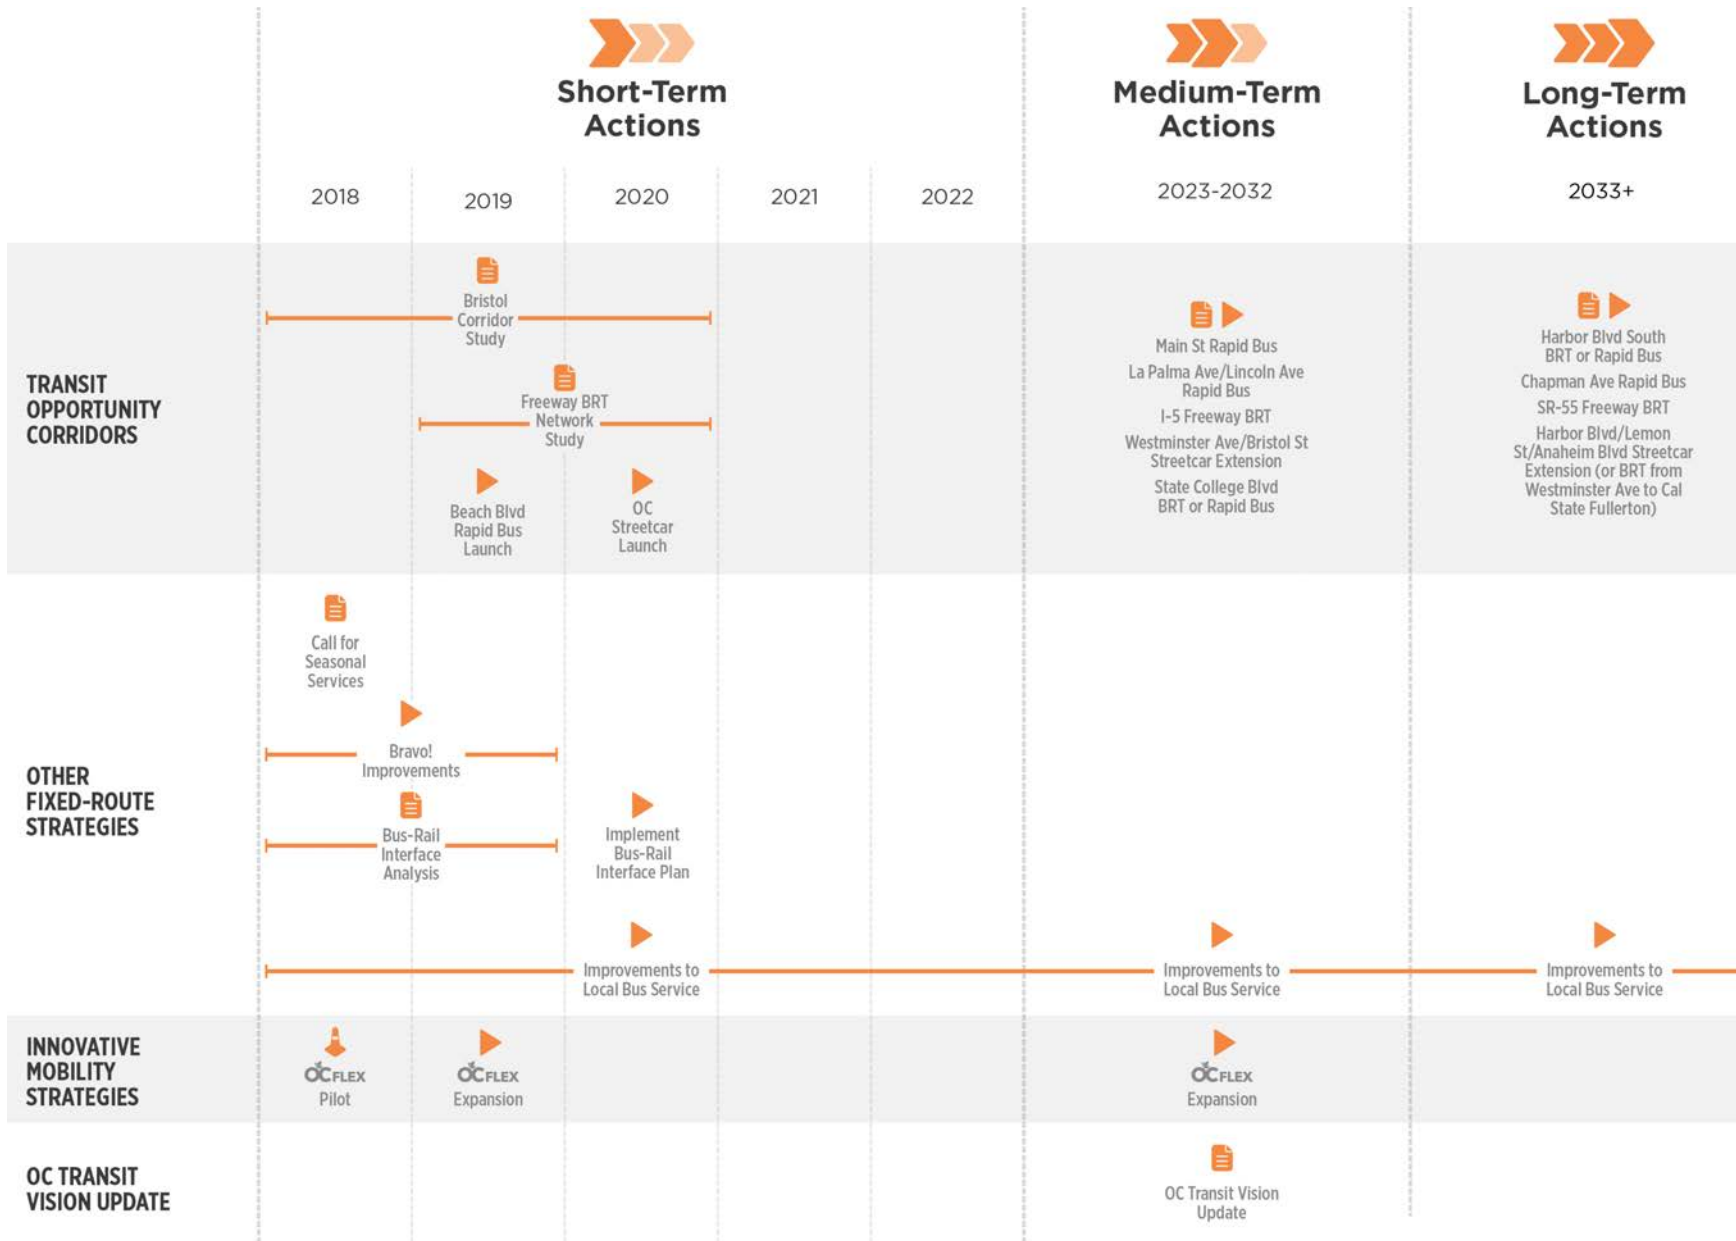 Short-Term
Actions
Medium-Term
Actions
Long-Term
Actions
2018
2019
2020
2021
2022
2023-2032
2033+
TRANSIT
OPPORTUNITY
CORRIDORS
Bristol
Corridor
Study
Freeway BRT
Network
Study
Beach Blvd
Rapid Bus
Launch
OC
Streetcar
Launch
Main St Rapid Bus
La Palma Ave/Lincoln Ave
Rapid Bus
I-5 Freeway BRT
Westminster Ave/Bristol St
Streetcar Extension
State College Blvd
BRT or Rapid Bus
Harbor Blvd South
BRT or Rapid Bus
Chapman Ave Rapid Bus
SR-55 Freeway BRT
Harbor Blvd/Lemon
St/Anaheim Blvd Streetcar
Extension (or BRT from
Westminster Ave to Cal
State Fullerton)
OTHER
FIXED-ROUTE
STRATEGIES
Call for
Seasonal
Services
Bravo!
Improvements
Bus-Rail
Interface
Analysis
Implement
Bus-Rail
Interface Plan
Improvements to
Local Bus Service
Improvements to
Local Bus Service
Improvements to
Local Bus Service
INNOVATIVE
MOBILITY
STRATEGIES
OC FLEX
Pilot
OC FLEX
Expansion
OC FLEX
Expansion
OC TRANSIT
VISION UPDATE
OC Transit Vision
Update